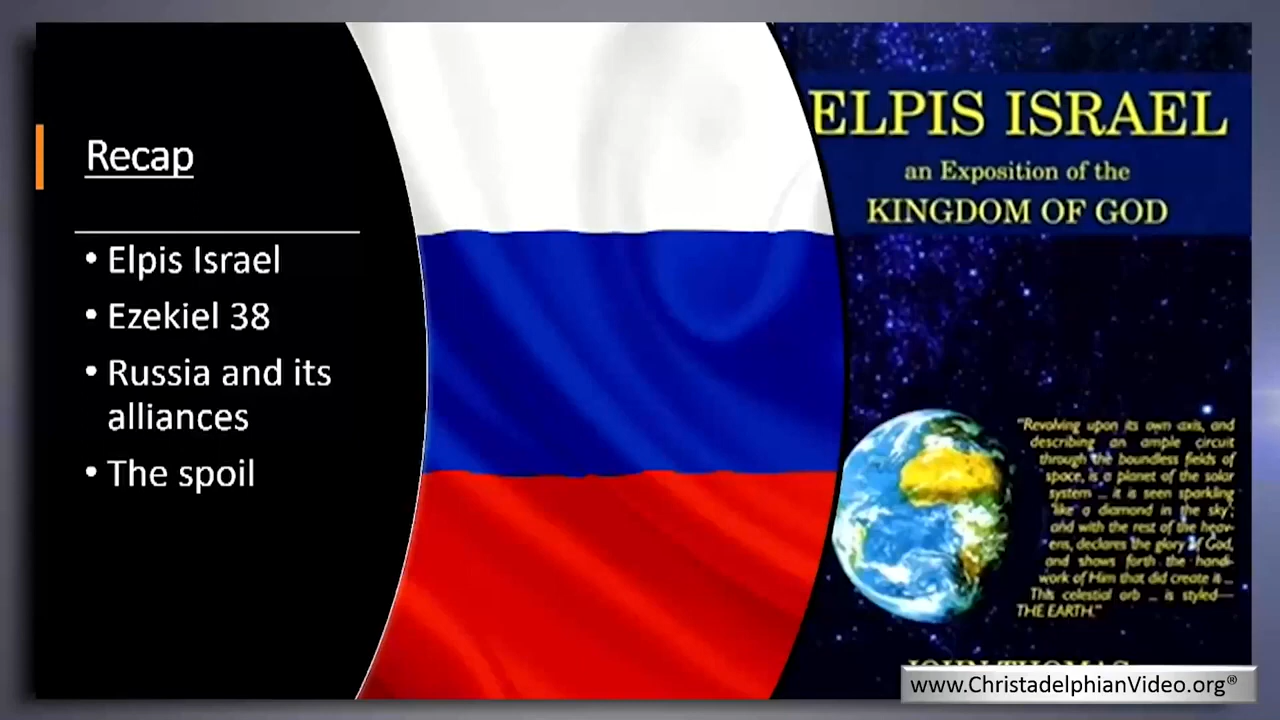 Recap
• Elpis Israel
• Ezekiel 38
• Russia and its
alliances
• The spoil
ELPIS ISRAEL
an Exposition of the
KINGDOM OF GOD
"Revolving upon its own axis, and
describing an ample circuit
through the boundless fields of
space, is a planet of the solar
system ... it is seen sparkling
'like a diamond in the sky';
and with the rest of the heav-
ens, declares the glory of God,
and shows forth the handi-
work of Him that did create it ...
This celestial orb ... is styled—
THE EARTH."
JOHN THOMAS
www.ChristadelphianVideo.org®